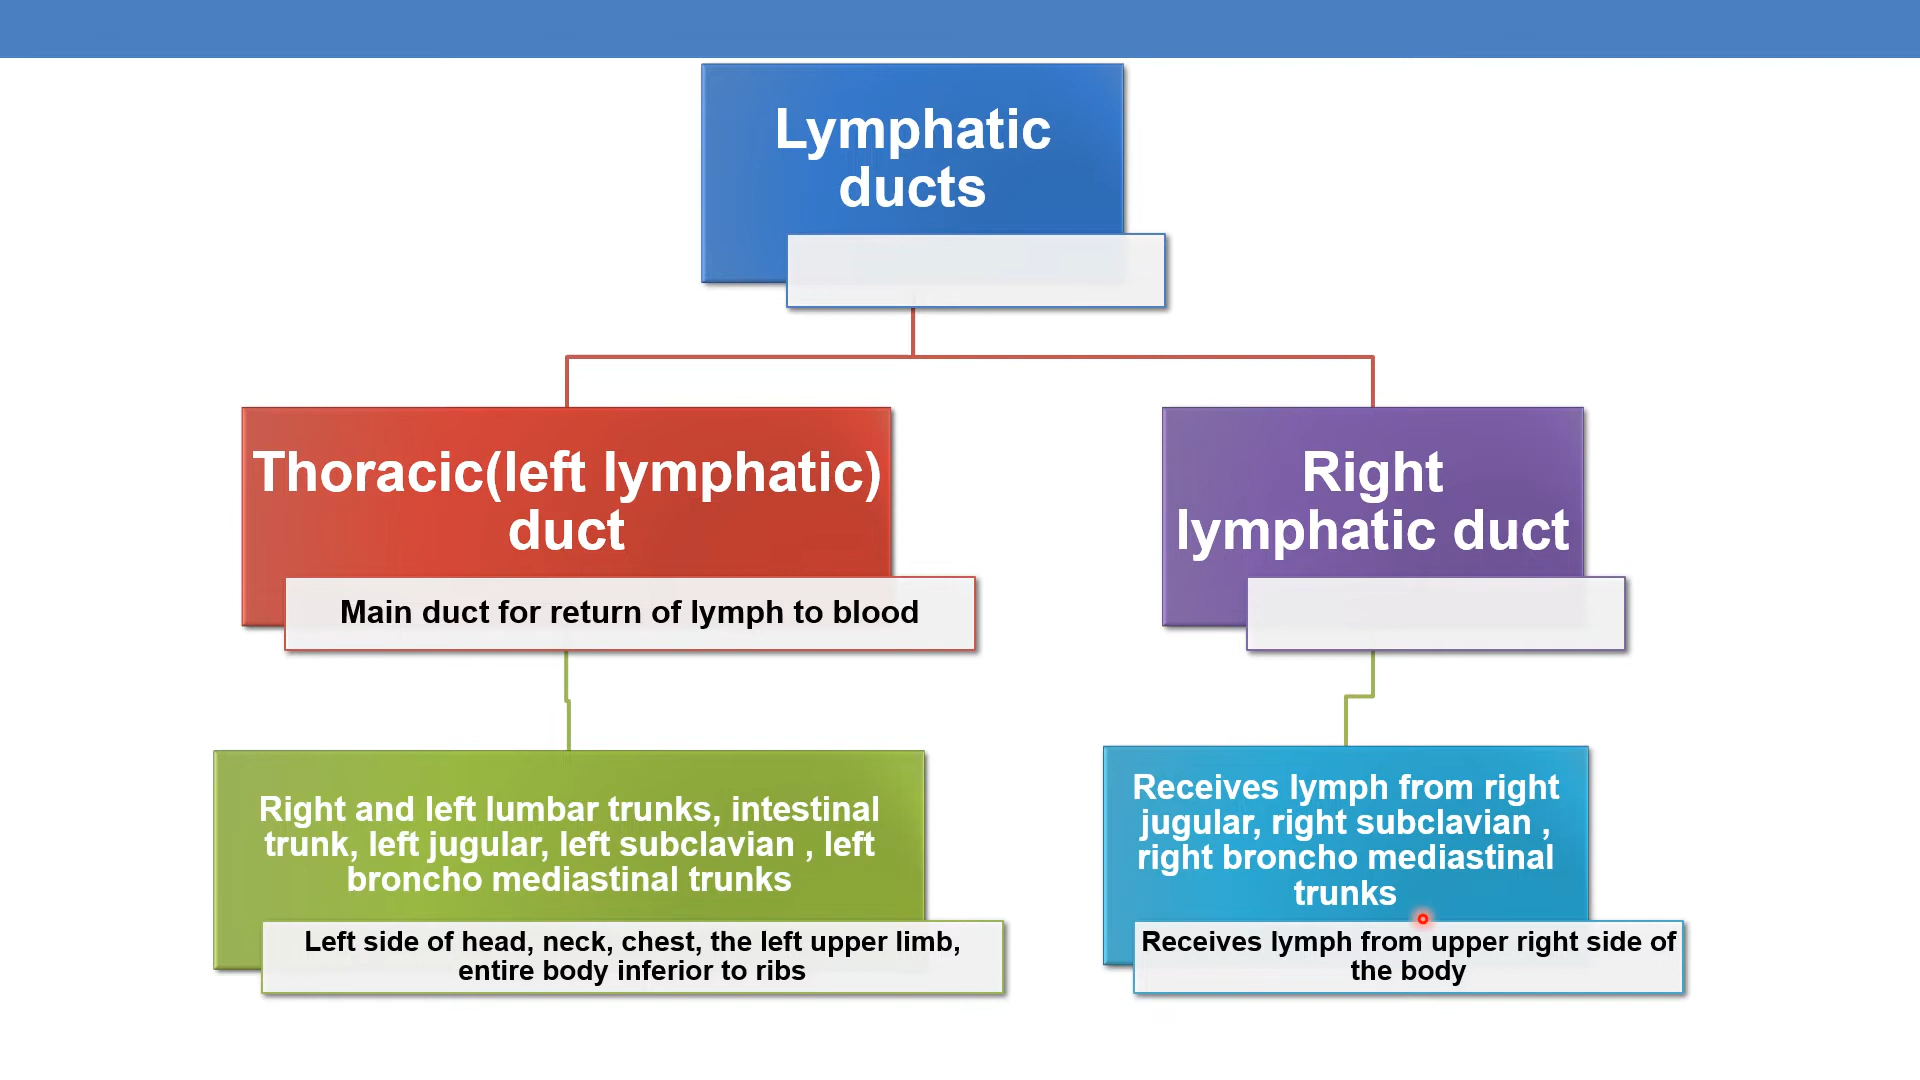 Lymphatic
ducts
Thoracic(left lymphatic)
duct
Main duct for return of lymph to blood
Right
lymphatic duct
Right and left lumbar trunks, intestinal
trunk, left jugular, left subclavian , left
broncho mediastinal trunks
Left side of head, neck, chest, the left upper limb,
entire body inferior to ribs
Receives lymph from right
jugular, right subclavian ,
right broncho mediastinal
trunks
Receives lymph from upper right side of
the body